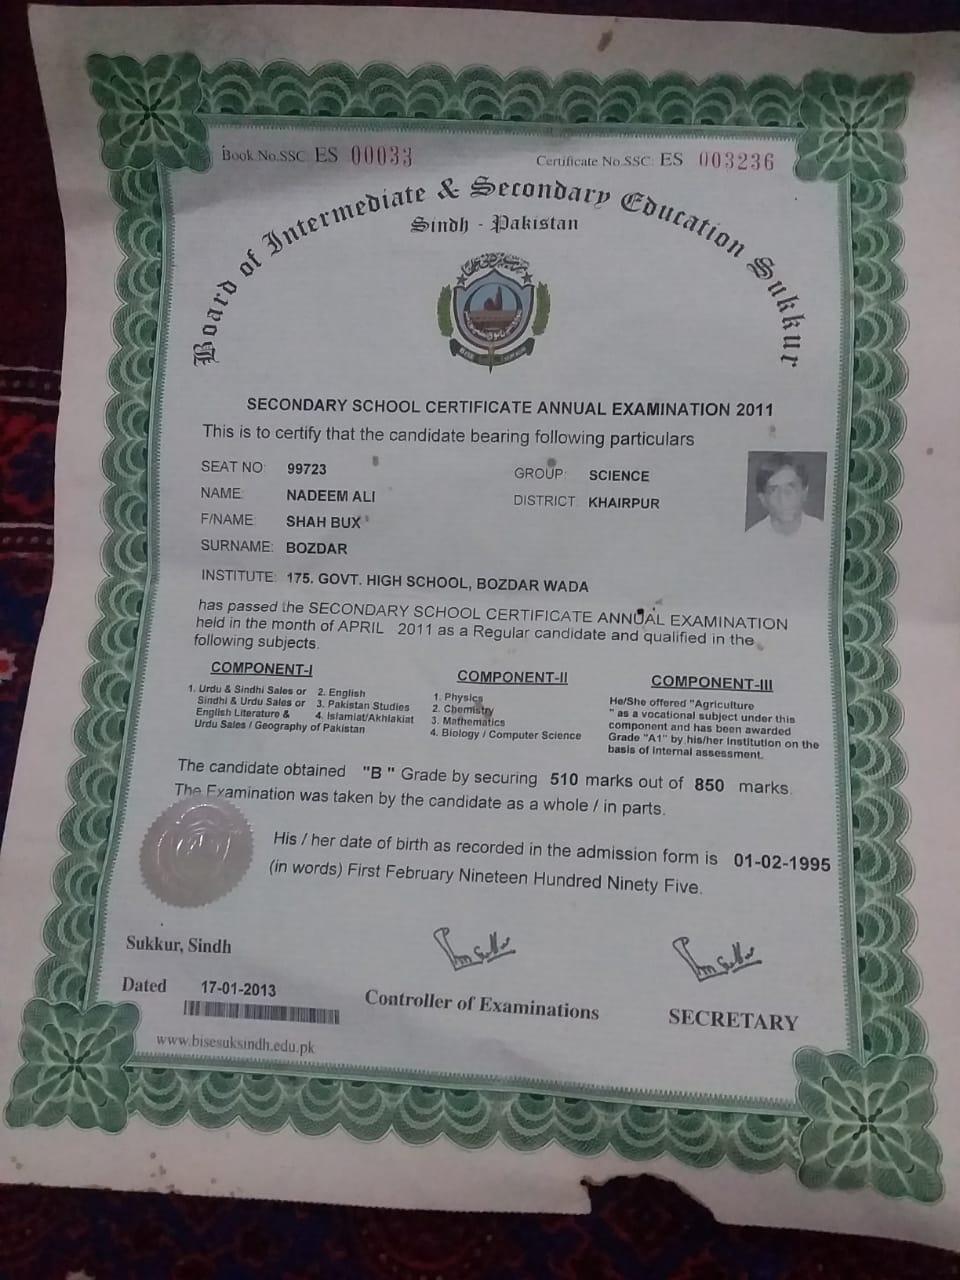 Book.No.SSC: ES 00033 Certificate No.SSC: ES 003236
Board of Intermediate & Secondary Education Sukkur
Sindh - Pakistan
SECONDARY SCHOOL CERTIFICATE ANNUAL EXAMINATION 2011
This is to certify that the candidate bearing following particulars
SEAT NO: 99723 GROUP: SCIENCE
NAME: NADEEM ALI DISTRICT: KHAIRPUR
F/NAME: SHAH BUX
SURNAME: BOZDAR
INSTITUTE: 175. GOVT. HIGH SCHOOL, BOZDAR WADA
has passed the SECONDARY SCHOOL CERTIFICATE ANNUAL EXAMINATION
held in the month of APRIL 2011 as a Regular candidate and qualified in the
following subjects.
COMPONENT-I
1. Urdu & Sindhi Sales or 2. English
Sindhi & Urdu Sales or 3. Pakistan Studies
English Literature & 4. Islamiat/Akhlakiat
Urdu Sales / Geography of Pakistan
COMPONENT-II
1. Physics
2. Chemistry
3. Mathematics
4. Biology / Computer Science
COMPONENT-III
He/She offered "Agriculture
" as a vocational subject under this
component and has been awarded
Grade "A1" by his/her Institution on the
basis of internal assessment.
The candidate obtained "B " Grade by securing 510 marks out of 850 marks.
The Examination was taken by the candidate as a whole / in parts.
His / her date of birth as recorded in the admission form is 01-02-1995
(in words) First February Nineteen Hundred Ninety Five.
Sukkur, Sindh
Dated 17-01-2013
Controller of Examinations
SECRETARY
www.bisesuksindh.edu.pk